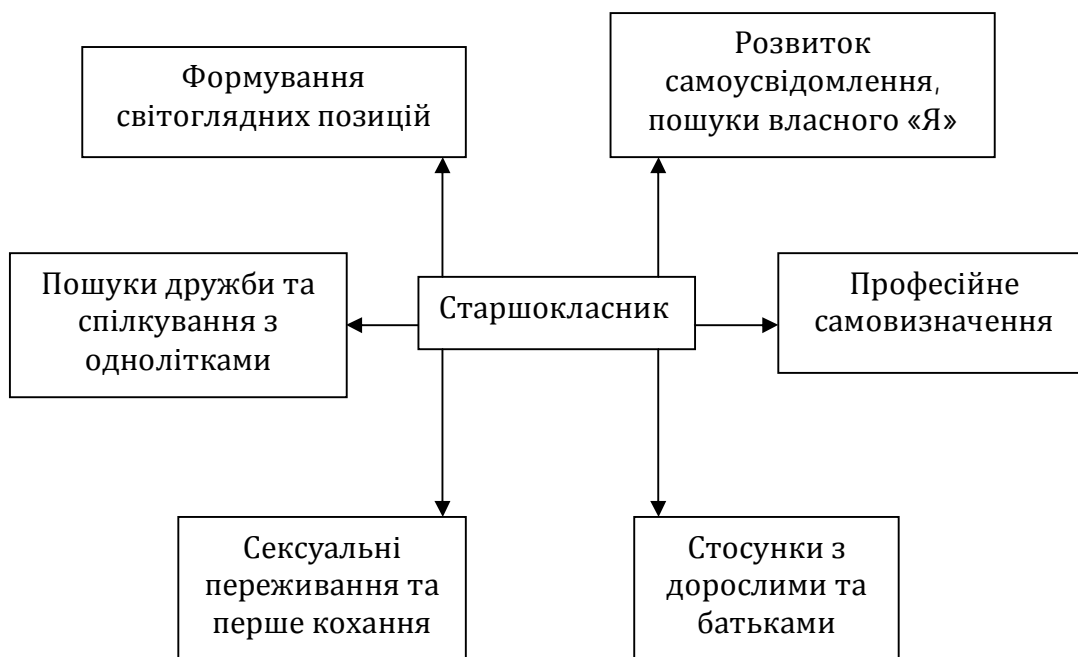 Формування
світоглядних позицій
Розвиток
самоусвідомлення,
пошуки власного «Я»
Пошуки дружби та
спілкування з
однолітками
Старшокласник
Професійне
самовизначення
Сексуальні
переживання та
перше кохання
Стосунки з
дорослими та
батьками